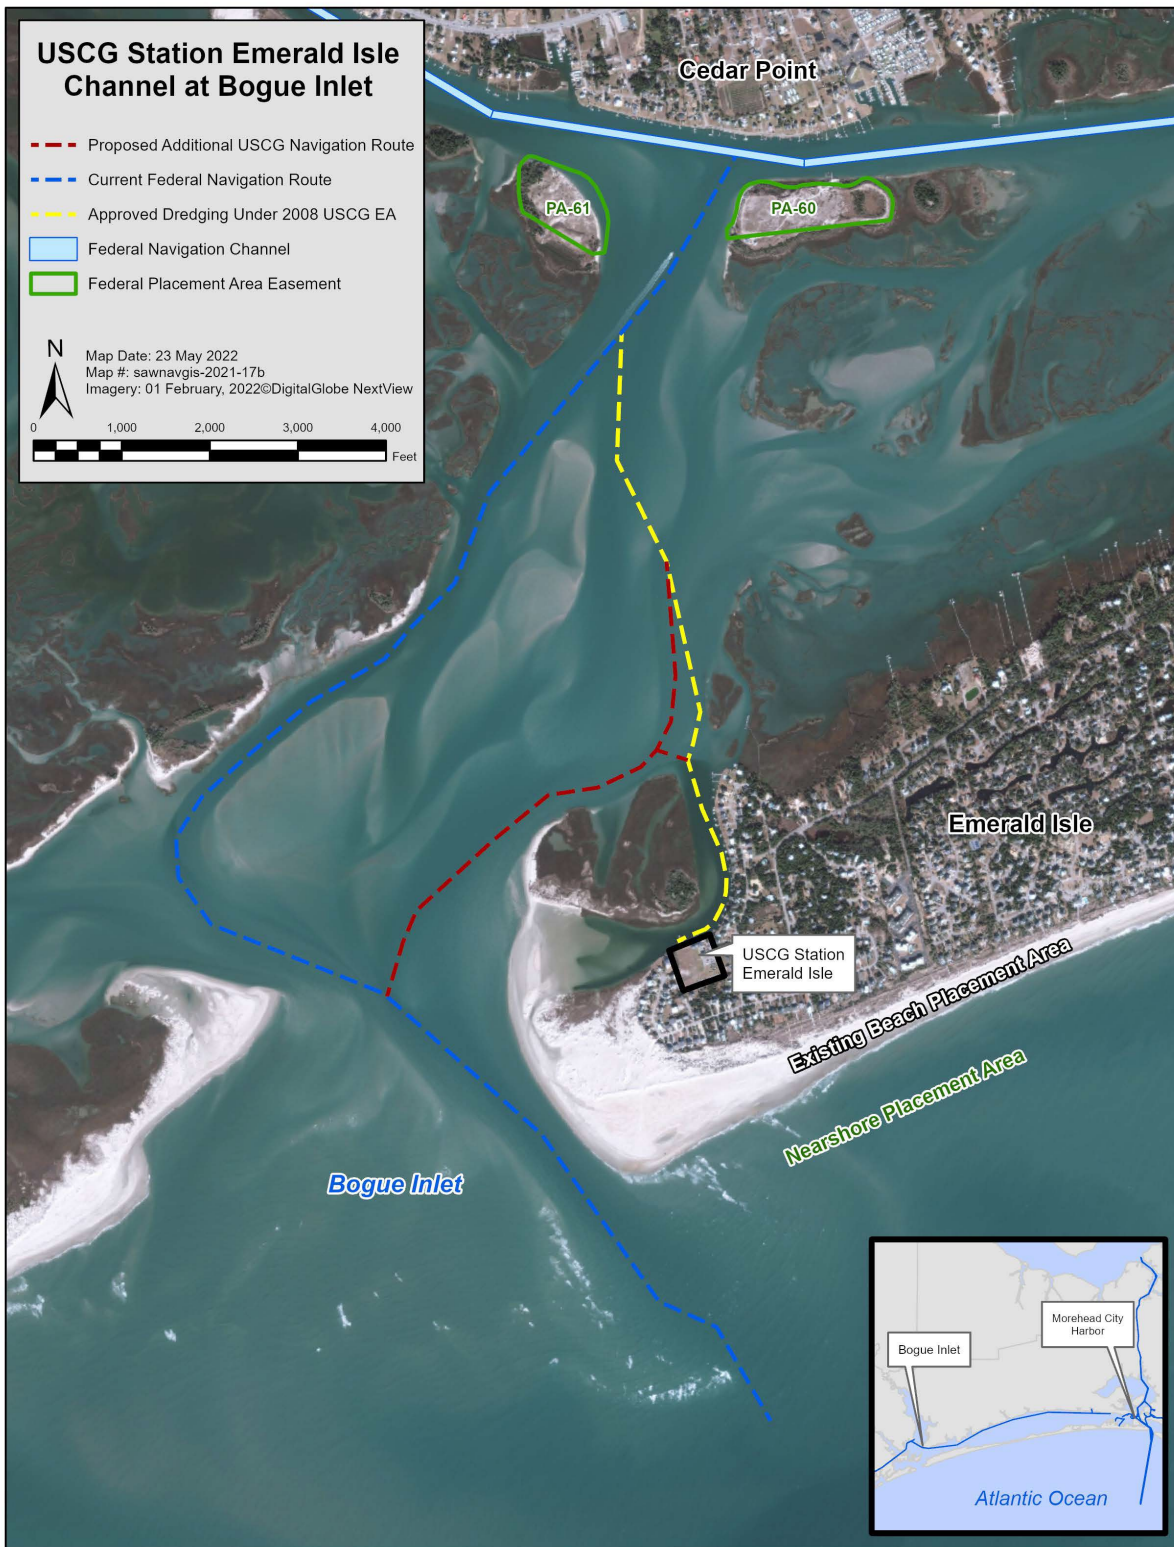 USCG Station Emerald Isle
Channel at Bogue Inlet
Proposed Additional USCG Navigation Route
Current Federal Navigation Route
Approved Dredging Under 2008 USCG EA
Federal Navigation Channel
Federal Placement Area Easement
N
Map Date: 23 May 2022
Map #: sawnavgis-2021-17b
Imagery: 01 February, 2022©DigitalGlobe NextView
0 1,000 2,000 3,000 4,000
Feet
Cedar Point
PA-61
PA-60
Emerald Isle
USCG Station
Emerald Isle
Existing Beach Placement Area
Nearshore Placement Area
Bogue Inlet
Morehead City
Harbor
Bogue Inlet
Atlantic Ocean